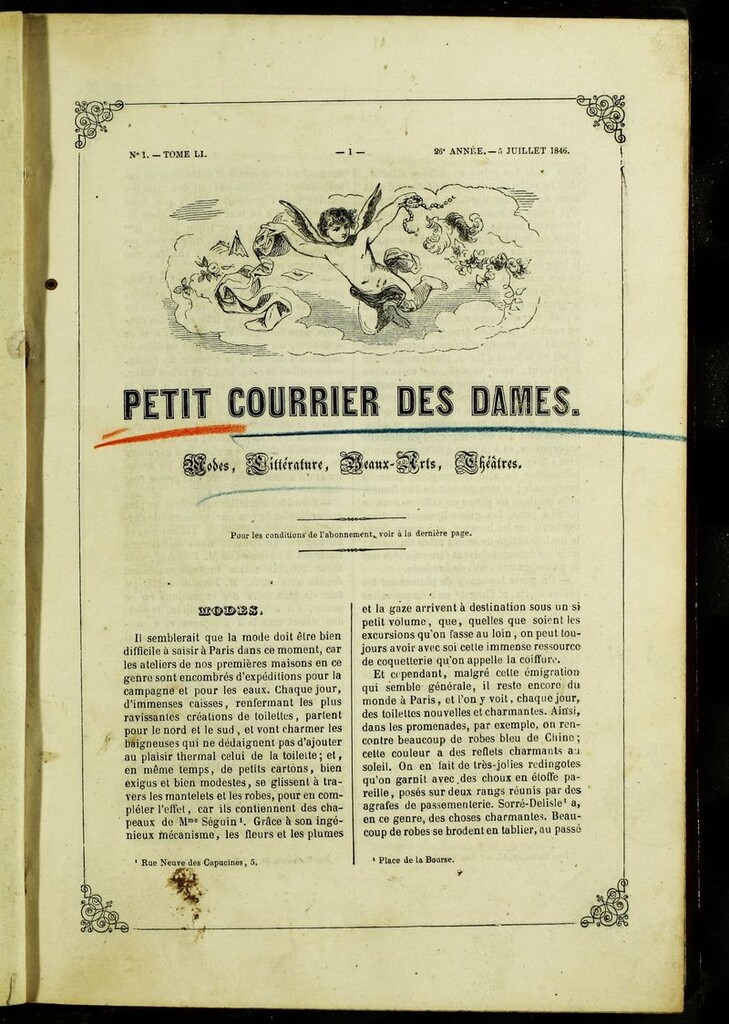 N° 1. — TOME LI.
— 1 —
26e ANNÉE. — 5 JUILLET 1846.
PETIT COURRIER DES DAMES.
Modes, Littérature, Beaux-Arts, Théâtres.
Pour les conditions de l'abonnement, voir à la dernière page.
MODES.
Il semblerait que la mode doit être bien
difficile à saisir à Paris dans ce moment, car
les ateliers de nos premières maisons en ce
genre sont encombrés d'expéditions pour la
campagne et pour les eaux. Chaque jour,
d'immenses caisses, renfermant les plus
ravissantes créations de toilettes, partent
pour le nord et le sud, et vont charmer les
baigneuses qui ne dédaignent pas d'ajouter
au plaisir thermal celui de la toilette; et,
en même temps, de petits cartons, bien
exigus et bien modestes, se glissent à tra-
vers les mantelets et les robes, pour en com-
pléter l'effet, car ils contiennent des cha-
peaux de Mme Séguin¹. Grâce à son ingé-
nieux mécanisme, les fleurs et les plumes
¹ Rue Neuve des Capucines, 5.
et la gaze arrivent à destination sous un si
petit volume, que, quelles que soient les
excursions qu'on fasse au loin, on peut tou-
jours avoir avec soi cette immense ressource
de coquetterie qu'on appelle la coiffure.
Et cependant, malgré cette émigration
qui semble générale, il reste encore du
monde à Paris, et l'on y voit, chaque jour,
des toilettes nouvelles et charmantes. Ainsi,
dans les promenades, par exemple, on ren-
contre beaucoup de robes bleu de Chine;
cette couleur a des reflets charmants au
soleil. On en fait de très-jolies redingotes
qu'on garnit avec des choux en étoffe pa-
reille, posés sur deux rangs réunis par des
agrafes de passementerie. Sorré-Delisle¹ a,
en ce genre, des choses charmantes. Beau-
coup de robes se brodent en tablier, au passé
¹ Place de la Bourse.